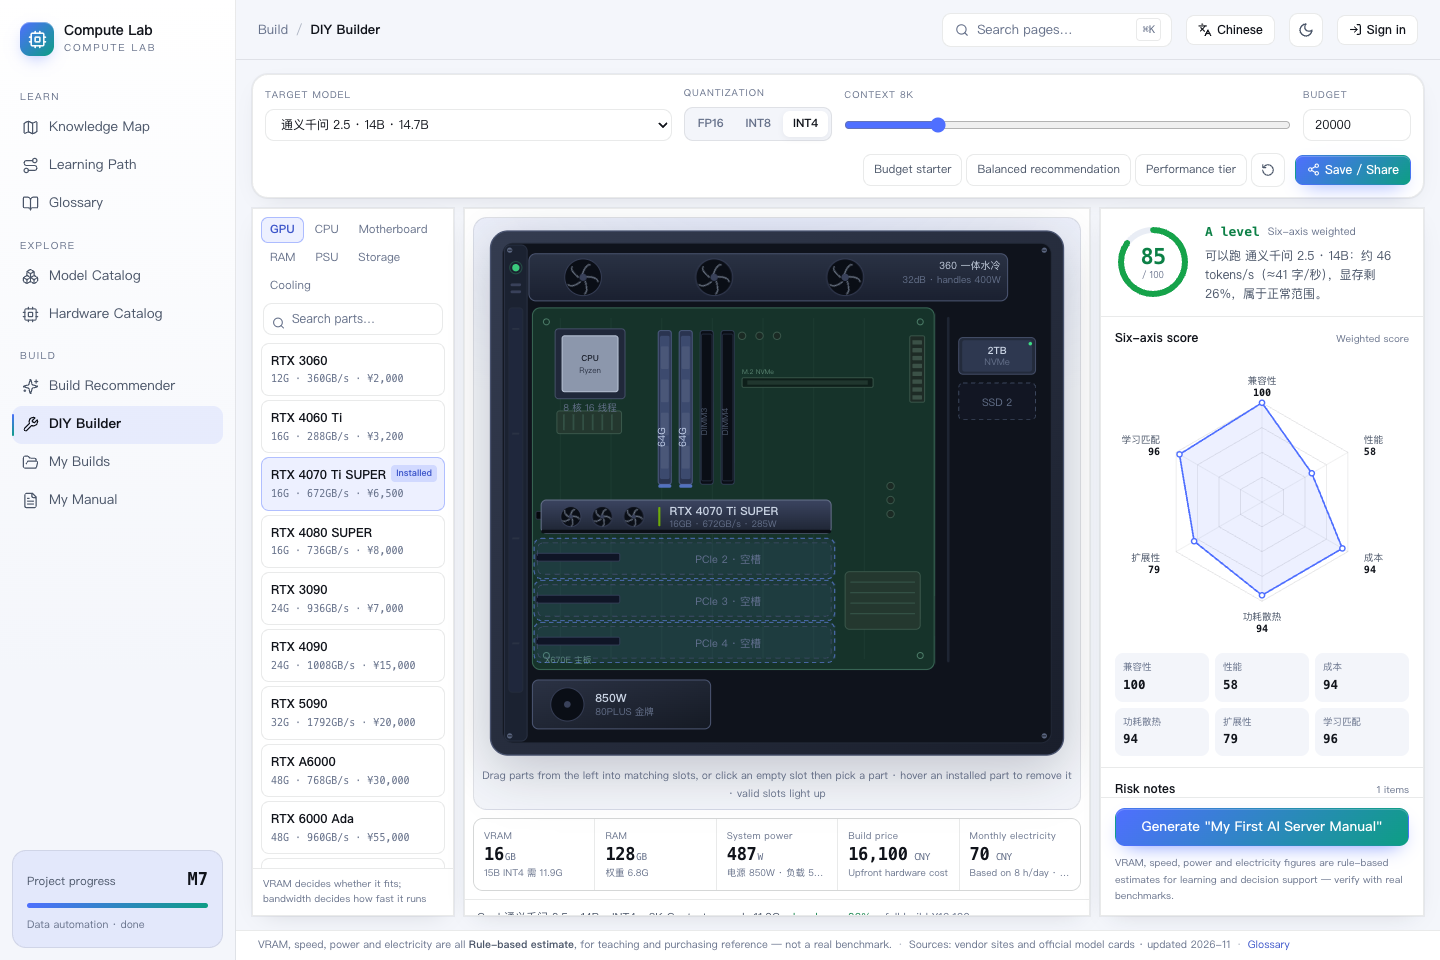 Compute Lab
COMPUTE LAB
LEARN
Knowledge Map
Learning Path
Glossary
EXPLORE
Model Catalog
Hardware Catalog
BUILD
Build Recommender
DIY Builder
My Builds
My Manual
Project progress M7
Data automation · done
Build / DIY Builder
Search pages… ⌘K
Chinese
Sign in
TARGET MODEL
通义千问 2.5 · 14B · 14.7B
QUANTIZATION
FP16 INT8 INT4
CONTEXT 8K
BUDGET
20000
Budget starter
Balanced recommendation
Performance tier
Save / Share
GPU CPU Motherboard
RAM PSU Storage
Cooling
Search parts…
RTX 3060
12G · 360GB/s · ¥2,000
RTX 4060 Ti
16G · 288GB/s · ¥3,200
RTX 4070 Ti SUPER Installed
16G · 672GB/s · ¥6,500
RTX 4080 SUPER
16G · 736GB/s · ¥8,000
RTX 3090
24G · 936GB/s · ¥7,000
RTX 4090
24G · 1008GB/s · ¥15,000
RTX 5090
32G · 1792GB/s · ¥20,000
RTX A6000
48G · 768GB/s · ¥30,000
RTX 6000 Ada
48G · 960GB/s · ¥55,000
VRAM decides whether it fits;
bandwidth decides how fast it runs
360 一体水冷
32dB · handles 400W
CPU
Ryzen
8 核 16 线程
64G
64G
DIMM3
DIMM4
M.2 NVMe
2TB
NVMe
SSD 2
RTX 4070 Ti SUPER
16GB · 672GB/s · 285W
PCIe 2 · 空槽
PCIe 3 · 空槽
PCIe 4 · 空槽
X670E 主板
850W
80PLUS 金牌
Drag parts from the left into matching slots, or click an empty slot then pick a part · hover an installed part to remove it
· valid slots light up
VRAM
16GB
15B INT4 需 11.9G
RAM
128GB
权重 6.8G
System power
487W
电源 850W · 负载 5…
Build price
16,100 CNY
Upfront hardware cost
Monthly electricity
70 CNY
Based on 8 h/day · …
85
/ 100
A level Six-axis weighted
可以跑 通义千问 2.5 · 14B：约 46
tokens/s（≈41 字/秒），显存剩
26%，属于正常范围。
Six-axis score Weighted score
兼容性
100
性能
58
成本
94
功耗散热
94
扩展性
79
学习匹配
96
兼容性
100
性能
58
成本
94
功耗散热
94
扩展性
79
学习匹配
96
Risk notes 1 items
Generate "My First AI Server Manual"
VRAM, speed, power and electricity figures are rule-based
estimates for learning and decision support — verify with real
benchmarks.
VRAM, speed, power and electricity are all Rule-based estimate, for teaching and purchasing reference — not a real benchmark. · Sources: vendor sites and official model cards · updated 2026-11 · Glossary